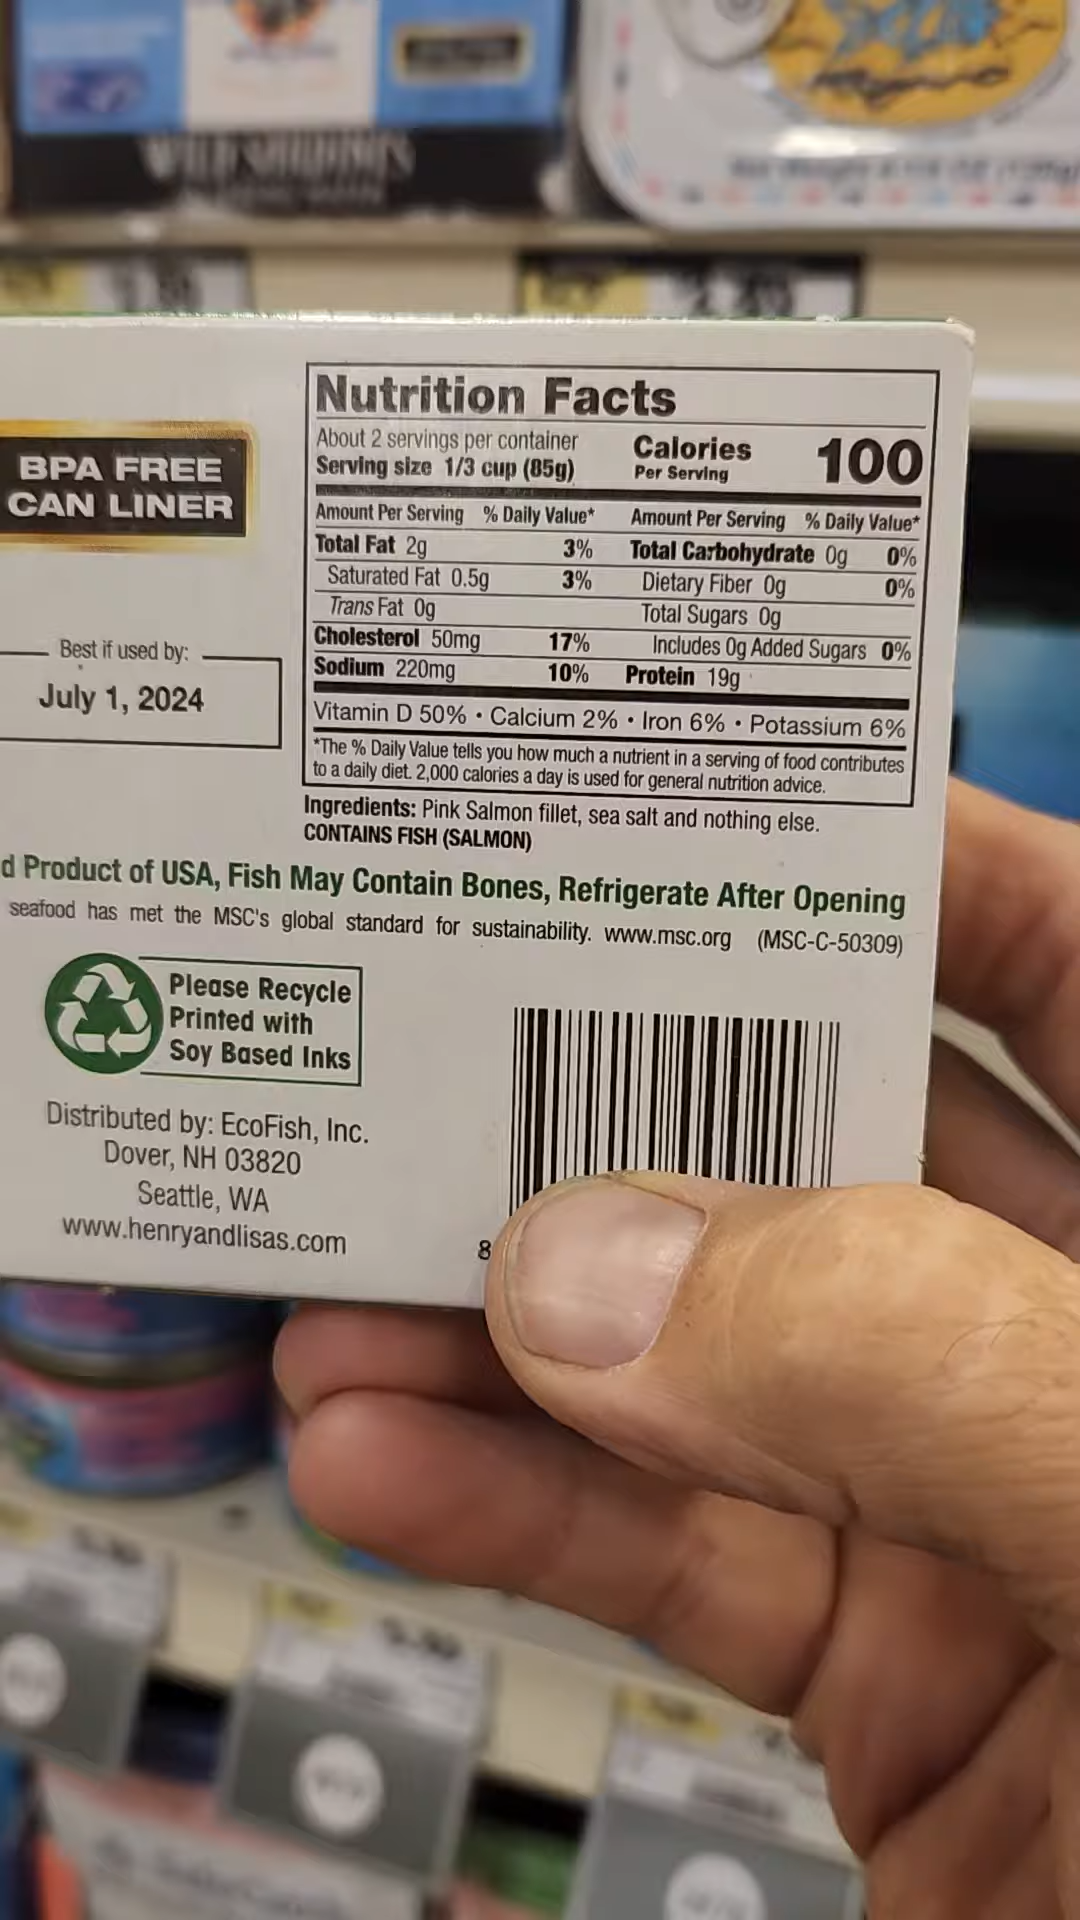 Nutrition Facts
About 2 servings per container
Serving size 1/3 cup (85g)
Calories 100
Per Serving
Amount Per Serving % Daily Value*
Total Fat 2g 3%
Saturated Fat 0.5g 3%
Trans Fat 0g
Cholesterol 50mg 17%
Sodium 220mg 10%
Amount Per Serving % Daily Value*
Total Carbohydrate 0g 0%
Dietary Fiber 0g 0%
Total Sugars 0g
Includes 0g Added Sugars 0%
Protein 19g
Vitamin D 50% • Calcium 2% • Iron 6% • Potassium 6%
*The % Daily Value tells you how much a nutrient in a serving of food contributes
to a daily diet. 2,000 calories a day is used for general nutrition advice.
BPA FREE
CAN LINER
Best if used by:
July 1, 2024
Ingredients: Pink Salmon fillet, sea salt and nothing else.
CONTAINS FISH (SALMON)
d Product of USA, Fish May Contain Bones, Refrigerate After Opening
seafood has met the MSC's global standard for sustainability. www.msc.org (MSC-C-50309)
Please Recycle
Printed with
Soy Based Inks
Distributed by: EcoFish, Inc.
Dover, NH 03820
Seattle, WA
www.henryandlisas.com
8